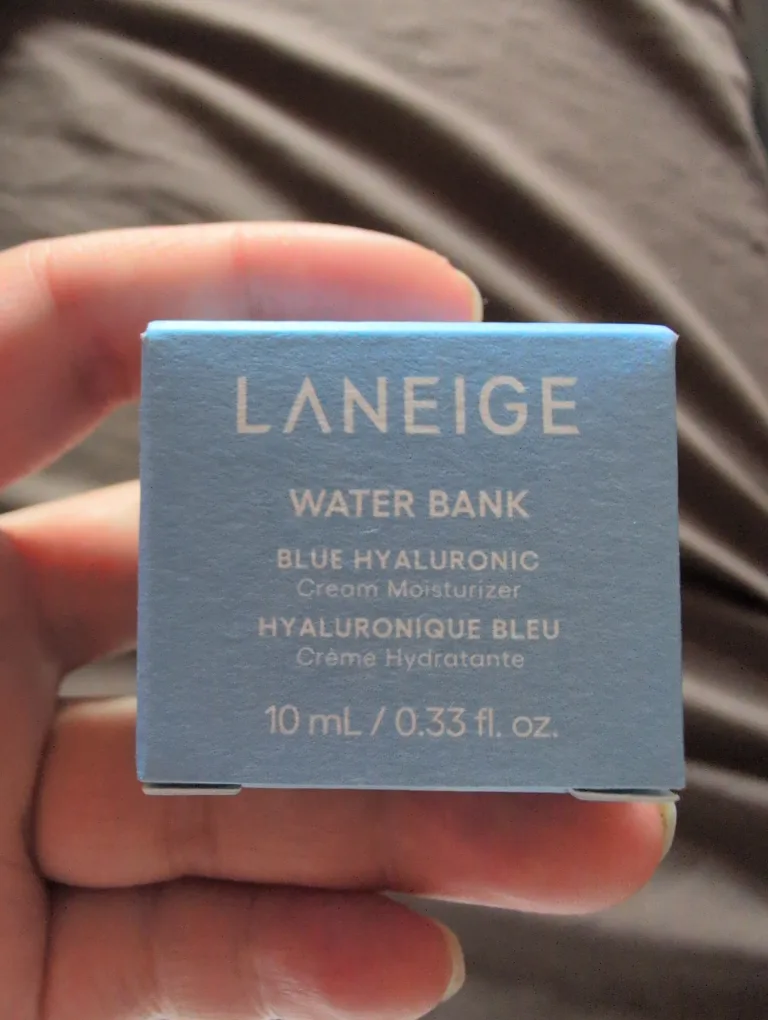 LANEIGE
WATER BANK
BLUE HYALURONIC
Cream Moisturizer
HYALURONIQUE BLEU
Crème Hydratante
10 mL / 0.33 fl. oz.